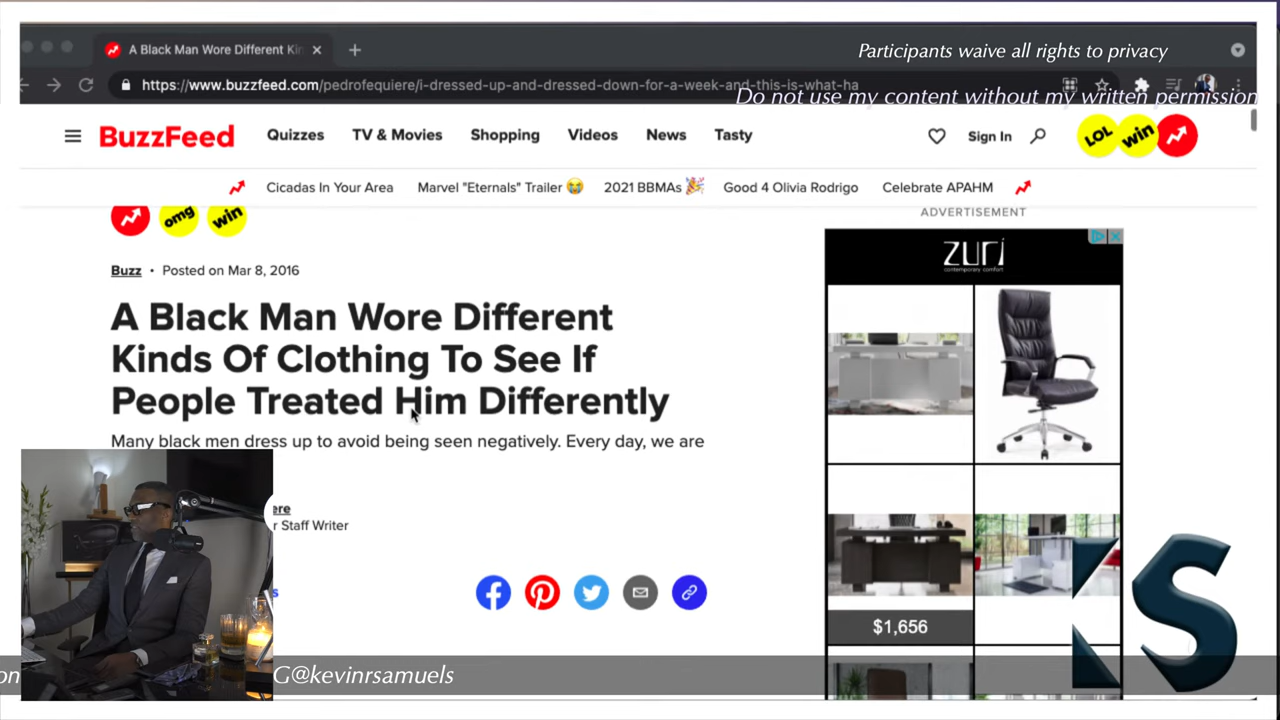 A Black Man Wore Different Kin
Participants waive all rights to privacy
https://www.buzzfeed.com/pedrofequiere/i-dressed-up-and-dressed-down-for-a-week-and-this-is-what-ha
Do not use my content without my written permission
BuzzFeed Quizzes TV & Movies Shopping Videos News Tasty Sign In LOL win
Cicadas In Your Area Marvel "Eternals" Trailer 😭 2021 BBMAs 🎉 Good 4 Olivia Rodrigo Celebrate APAHM
omg win
ADVERTISEMENT
Buzz • Posted on Mar 8, 2016
zuri
contemporary comfort
A Black Man Wore Different
Kinds Of Clothing To See If
People Treated Him Differently
Many black men dress up to avoid being seen negatively. Every day, we are
ere
r Staff Writer
s
$1,656
KS
on
G@kevinrsamuels